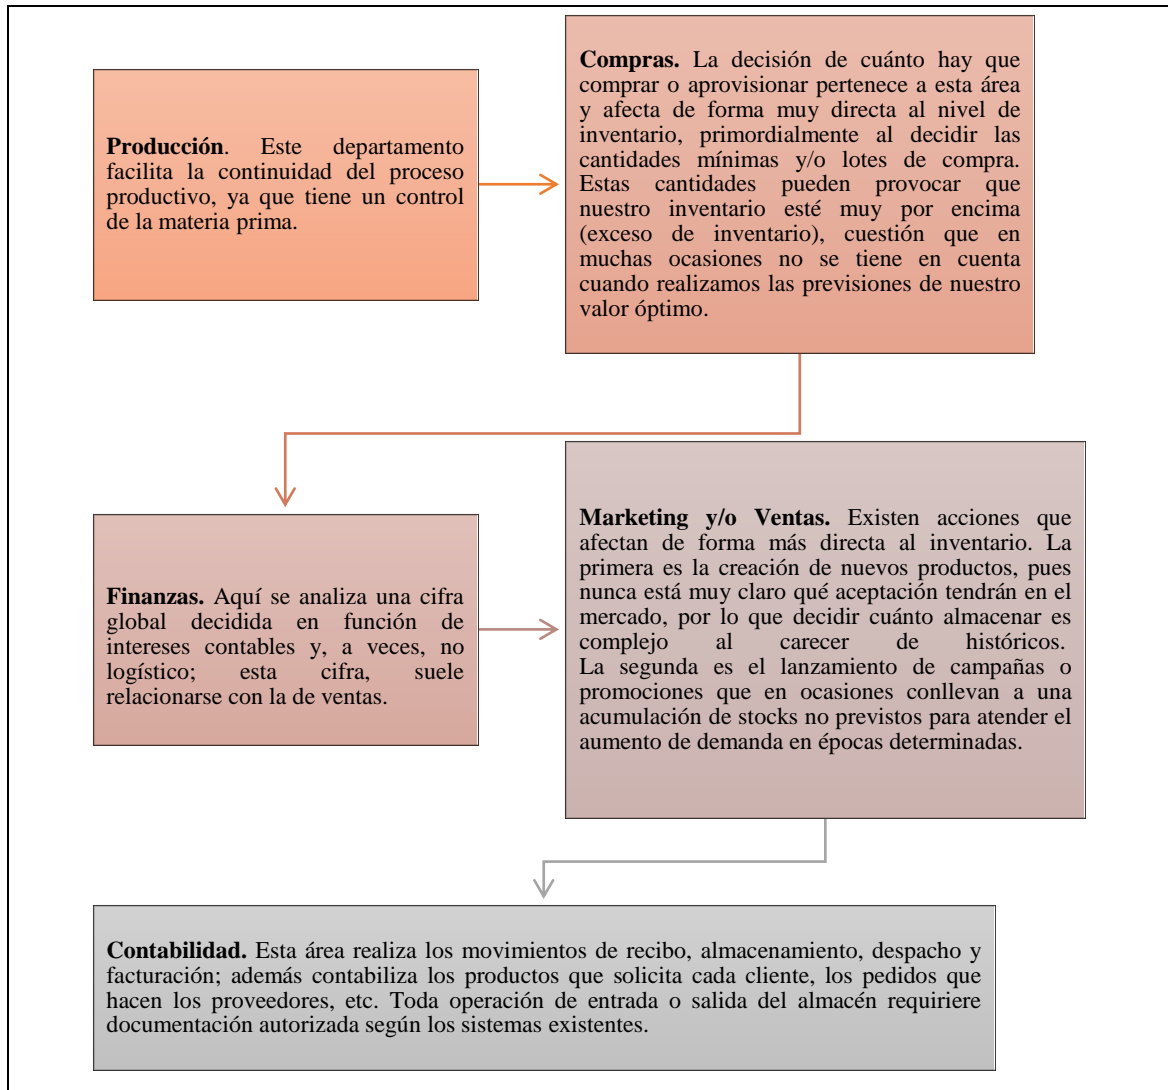 Producción. Este departamento
facilita la continuidad del proceso
productivo, ya que tiene un control
de la materia prima.
Compras. La decisión de cuánto hay que
comprar o aprovisionar pertenece a esta área
y afecta de forma muy directa al nivel de
inventario, primordialmente al decidir las
cantidades mínimas y/o lotes de compra.
Estas cantidades pueden provocar que
nuestro inventario esté muy por encima
(exceso de inventario), cuestión que en
muchas ocasiones no se tiene en cuenta
cuando realizamos las previsiones de nuestro
valor óptimo.
Finanzas. Aquí se analiza una cifra
global decidida en función de
intereses contables y, a veces, no
logístico; esta cifra, suele
relacionarse con la de ventas.
Marketing y/o Ventas. Existen acciones que
afectan de forma más directa al inventario. La
primera es la creación de nuevos productos, pues
nunca está muy claro qué aceptación tendrán en el
mercado, por lo que decidir cuánto almacenar es
complejo al carecer de históricos.
La segunda es el lanzamiento de campañas o
promociones que en ocasiones conllevan a una
acumulación de stocks no previstos para atender el
aumento de demanda en épocas determinadas.
Contabilidad. Esta área realiza los movimientos de recibo, almacenamiento, despacho y
facturación; además contabiliza los productos que solicita cada cliente, los pedidos que
hacen los proveedores, etc. Toda operación de entrada o salida del almacén requiriere
documentación autorizada según los sistemas existentes.